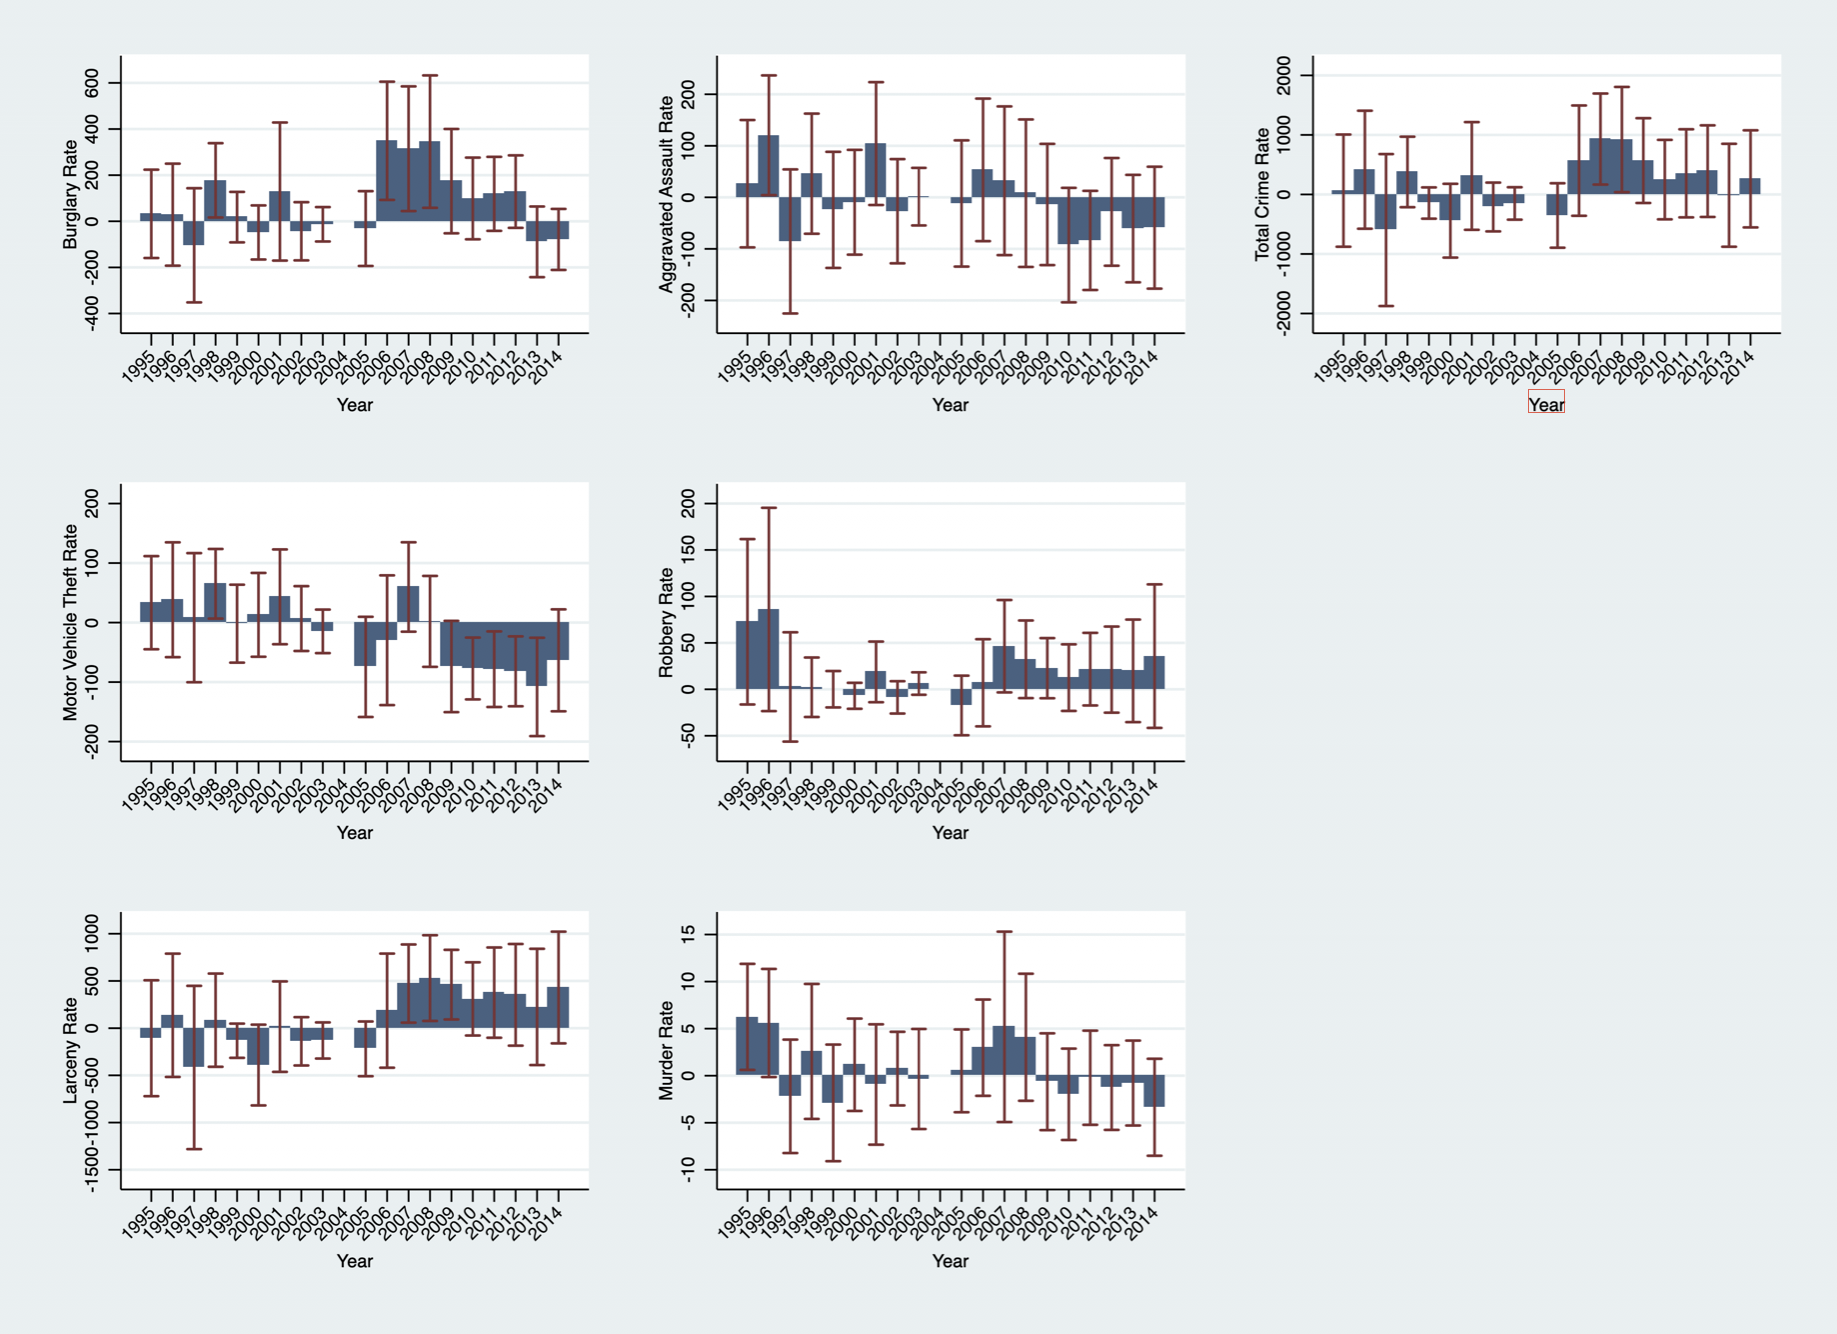 Burglary Rate
600
400
200
0
-200
-400
1995 1996 1997 1998 1999 2000 2001 2002 2003 2004 2005 2006 2007 2008 2009 2010 2011 2012 2013 2014
Year
Aggravated Assault Rate
200
100
0
-100
-200
1995 1996 1997 1998 1999 2000 2001 2002 2003 2004 2005 2006 2007 2008 2009 2010 2011 2012 2013 2014
Year
Total Crime Rate
2000
1000
0
-1000
-2000
1995 1996 1997 1998 1999 2000 2001 2002 2003 2004 2005 2006 2007 2008 2009 2010 2011 2012 2013 2014
Year
Motor Vehicle Theft Rate
200
100
0
-100
-200
1995 1996 1997 1998 1999 2000 2001 2002 2003 2004 2005 2006 2007 2008 2009 2010 2011 2012 2013 2014
Year
Robbery Rate
200
150
100
50
0
-50
1995 1996 1997 1998 1999 2000 2001 2002 2003 2004 2005 2006 2007 2008 2009 2010 2011 2012 2013 2014
Year
Larceny Rate
1000
500
0
-500
-1000
-1500
1995 1996 1997 1998 1999 2000 2001 2002 2003 2004 2005 2006 2007 2008 2009 2010 2011 2012 2013 2014
Year
Murder Rate
15
10
5
0
-5
-10
1995 1996 1997 1998 1999 2000 2001 2002 2003 2004 2005 2006 2007 2008 2009 2010 2011 2012 2013 2014
Year